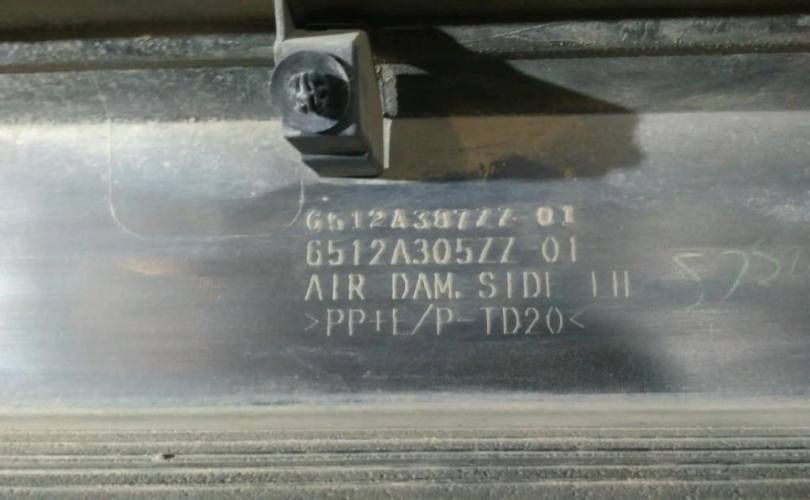 6512A387ZZ-01
6512A305ZZ-01
AIR DAM. SIDE LH
>PP+E/P-TD20<